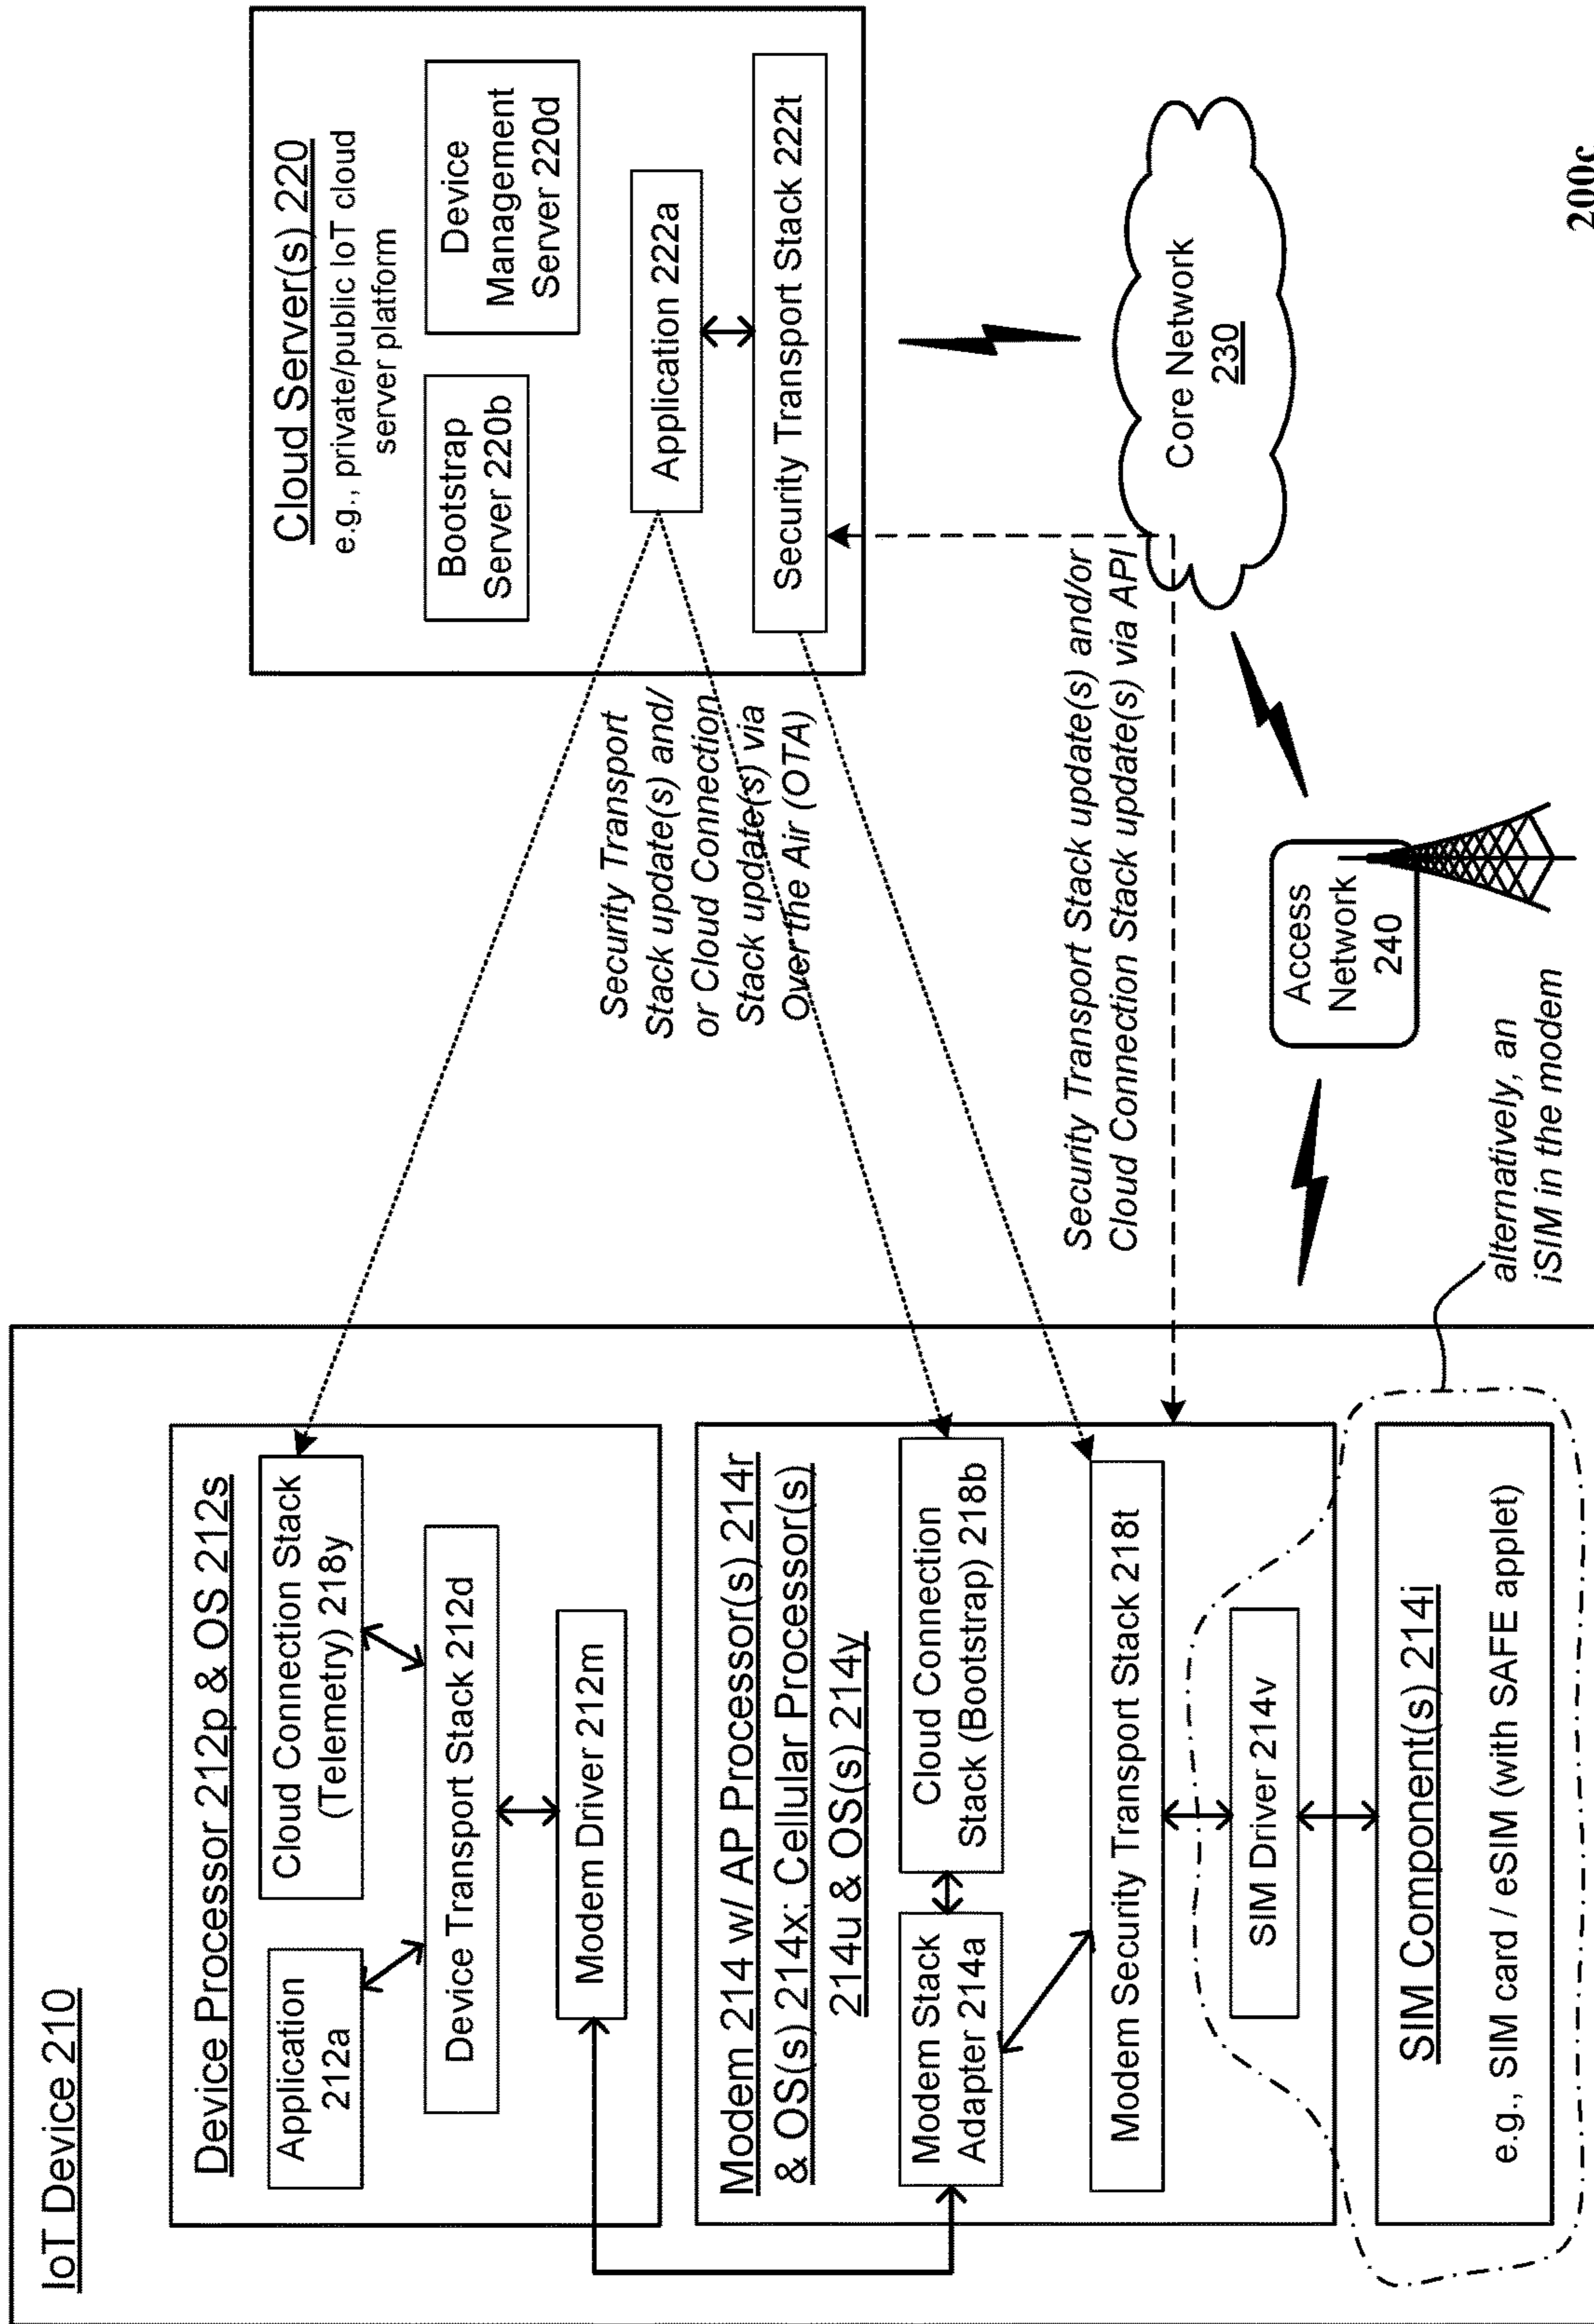 IoT Device 210
Device Processor 212p & OS 212s
Application
212a
Cloud Connection Stack
(Telemetry) 218y
Device Transport Stack 212d
Modem Driver 212m
Modem 214 w/ AP Processor(s) 214r
& OS(s) 214x; Cellular Processor(s)
214u & OS(s) 214y
Modem Stack
Adapter 214a
Cloud Connection
Stack (Bootstrap) 218b
Modem Security Transport Stack 218t
SIM Driver 214v
SIM Component(s) 214i
e.g., SIM card / eSIM (with SAFE applet)
alternatively, an
iSIM in the modem
Security Transport
Stack update(s) and/
or Cloud Connection
Stack update(s) via
Over the Air (OTA)
Security Transport Stack update(s) and/or
Cloud Connection Stack update(s) via API
Cloud Server(s) 220
e.g., private/public IoT cloud
server platform
Bootstrap
Server 220b
Device
Management
Server 220d
Application 222a
Security Transport Stack 222t
Core Network
230
Access
Network
240
200c